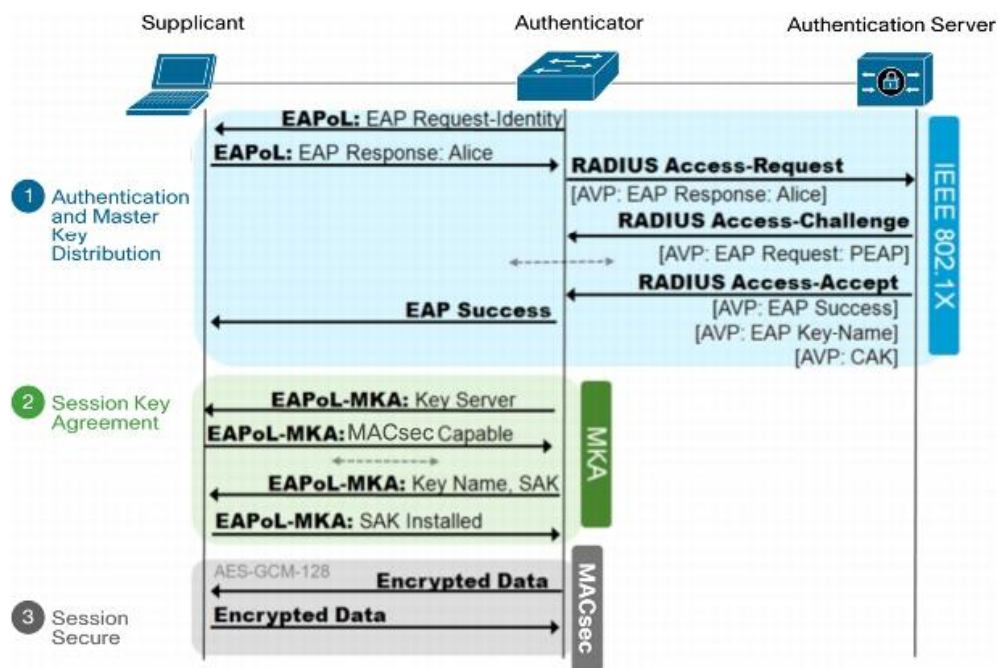 Supplicant
Authenticator
Authentication Server
EAPoL: EAP Request-Identity
EAPoL: EAP Response: Alice
RADIUS Access-Request
[AVP: EAP Response: Alice]
RADIUS Access-Challenge
[AVP: EAP Request: PEAP]
RADIUS Access-Accept
EAP Success
[AVP: EAP Success]
[AVP: EAP Key-Name]
[AVP: CAK]
IEEE 802.1X
1 Authentication
and Master
Key
Distribution
2 Session Key
Agreement
EAPoL-MKA: Key Server
EAPoL-MKA: MACsec Capable
EAPoL-MKA: Key Name, SAK
EAPoL-MKA: SAK Installed
MKA
3 Session
Secure
AES-GCM-128
Encrypted Data
Encrypted Data
MACsec